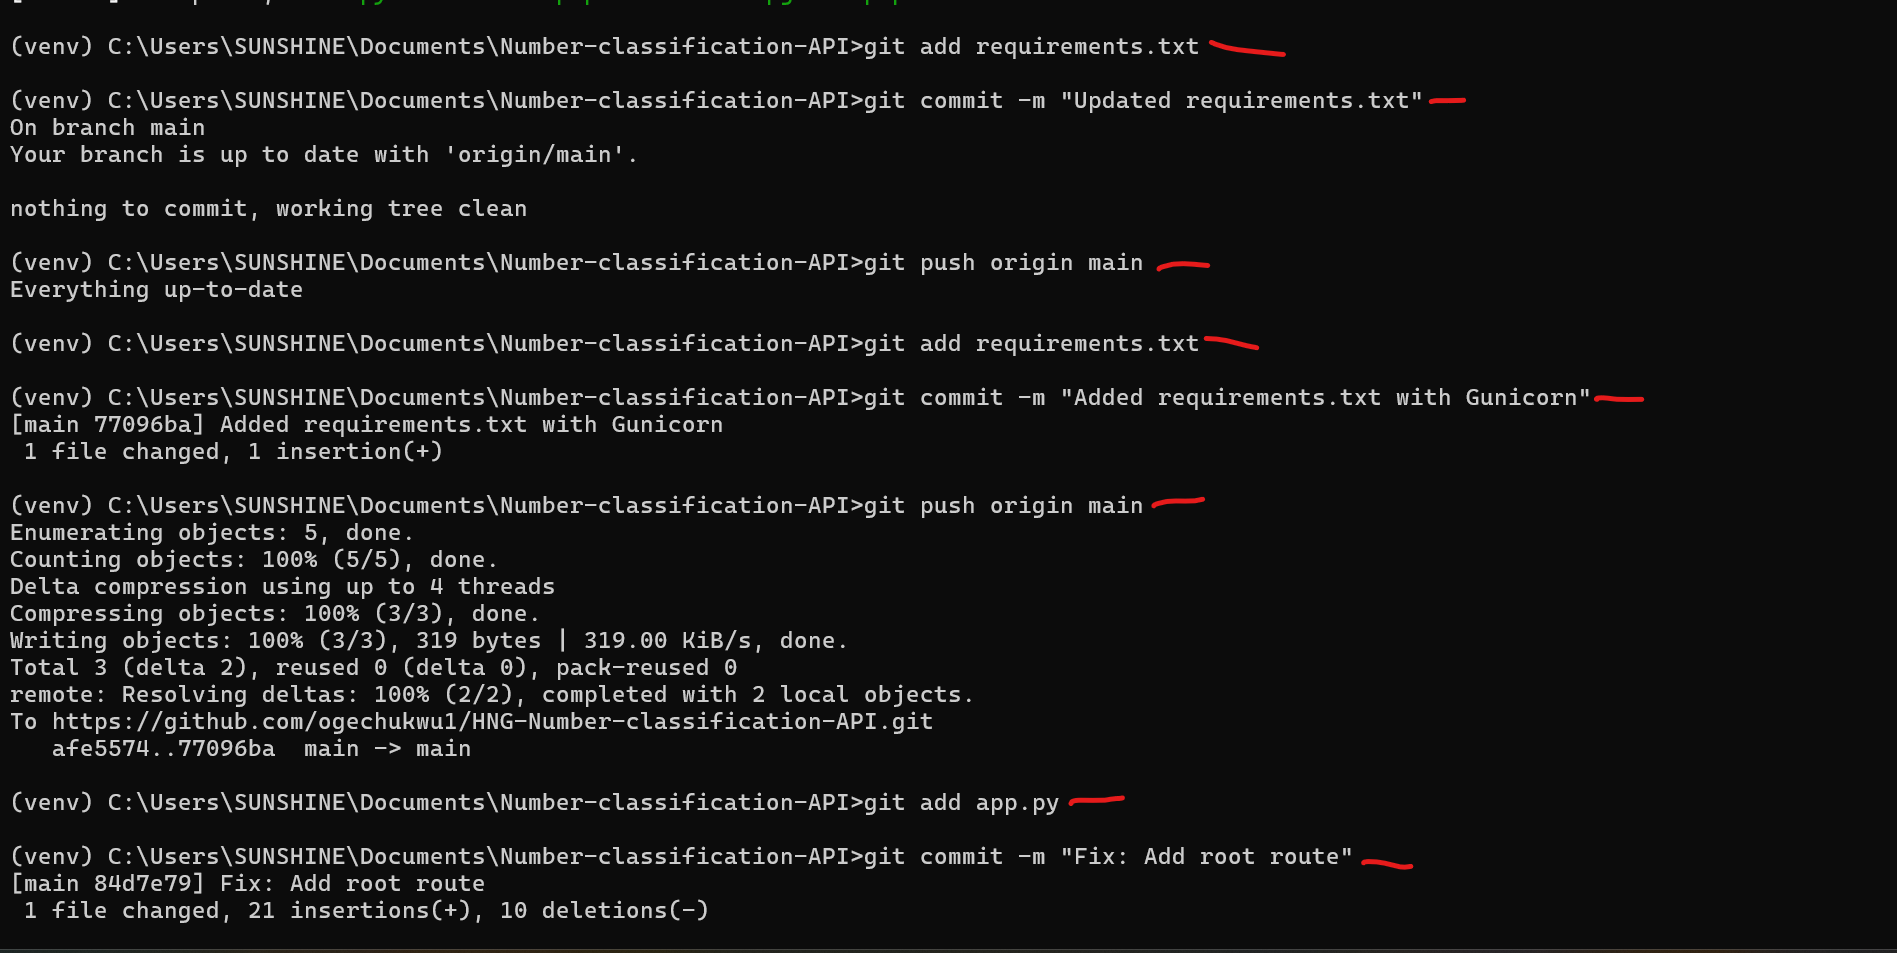 (venv) C:\Users\SUNSHINE\Documents\Number-classification-API>git add requirements.txt
(venv) C:\Users\SUNSHINE\Documents\Number-classification-API>git commit -m "Updated requirements.txt"
On branch main
Your branch is up to date with 'origin/main'.
nothing to commit, working tree clean
(venv) C:\Users\SUNSHINE\Documents\Number-classification-API>git push origin main
Everything up-to-date
(venv) C:\Users\SUNSHINE\Documents\Number-classification-API>git add requirements.txt
(venv) C:\Users\SUNSHINE\Documents\Number-classification-API>git commit -m "Added requirements.txt with Gunicorn"
[main 77096ba] Added requirements.txt with Gunicorn
 1 file changed, 1 insertion(+)
(venv) C:\Users\SUNSHINE\Documents\Number-classification-API>git push origin main
Enumerating objects: 5, done.
Counting objects: 100% (5/5), done.
Delta compression using up to 4 threads
Compressing objects: 100% (3/3), done.
Writing objects: 100% (3/3), 319 bytes | 319.00 KiB/s, done.
Total 3 (delta 2), reused 0 (delta 0), pack-reused 0
remote: Resolving deltas: 100% (2/2), completed with 2 local objects.
To https://github.com/ogechukwu1/HNG-Number-classification-API.git
   afe5574..77096ba  main -> main
(venv) C:\Users\SUNSHINE\Documents\Number-classification-API>git add app.py
(venv) C:\Users\SUNSHINE\Documents\Number-classification-API>git commit -m "Fix: Add root route"
[main 84d7e79] Fix: Add root route
 1 file changed, 21 insertions(+), 10 deletions(-)